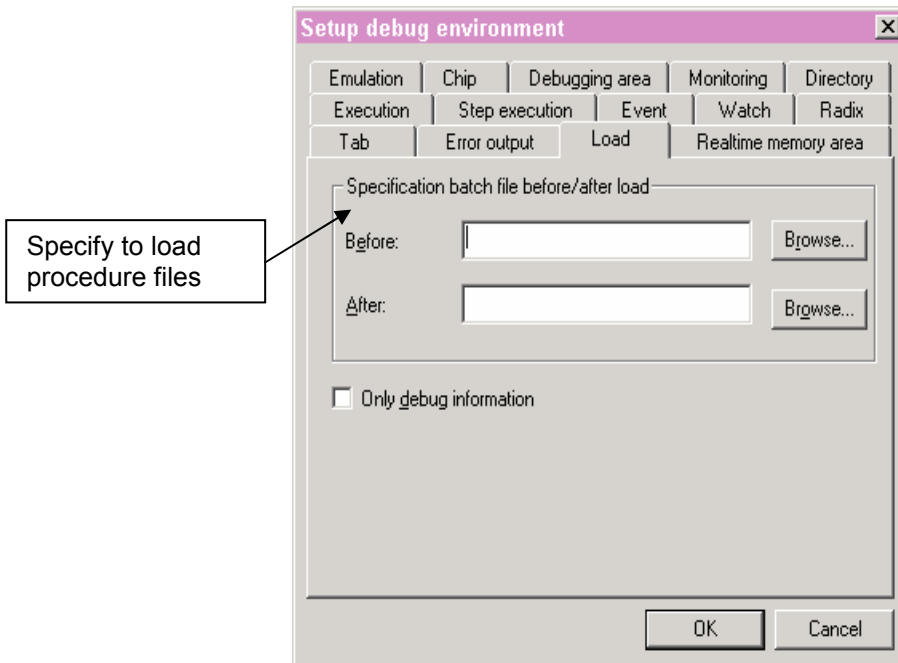 Setup debug environment
Emulation Chip Debugging area Monitoring Directory
Execution Step execution Event Watch Radix
Tab Error output Load Realtime memory area
Specification batch file before/after load
Specify to load
procedure files
Before: Browse...
After: Browse...
Only debug information
OK Cancel